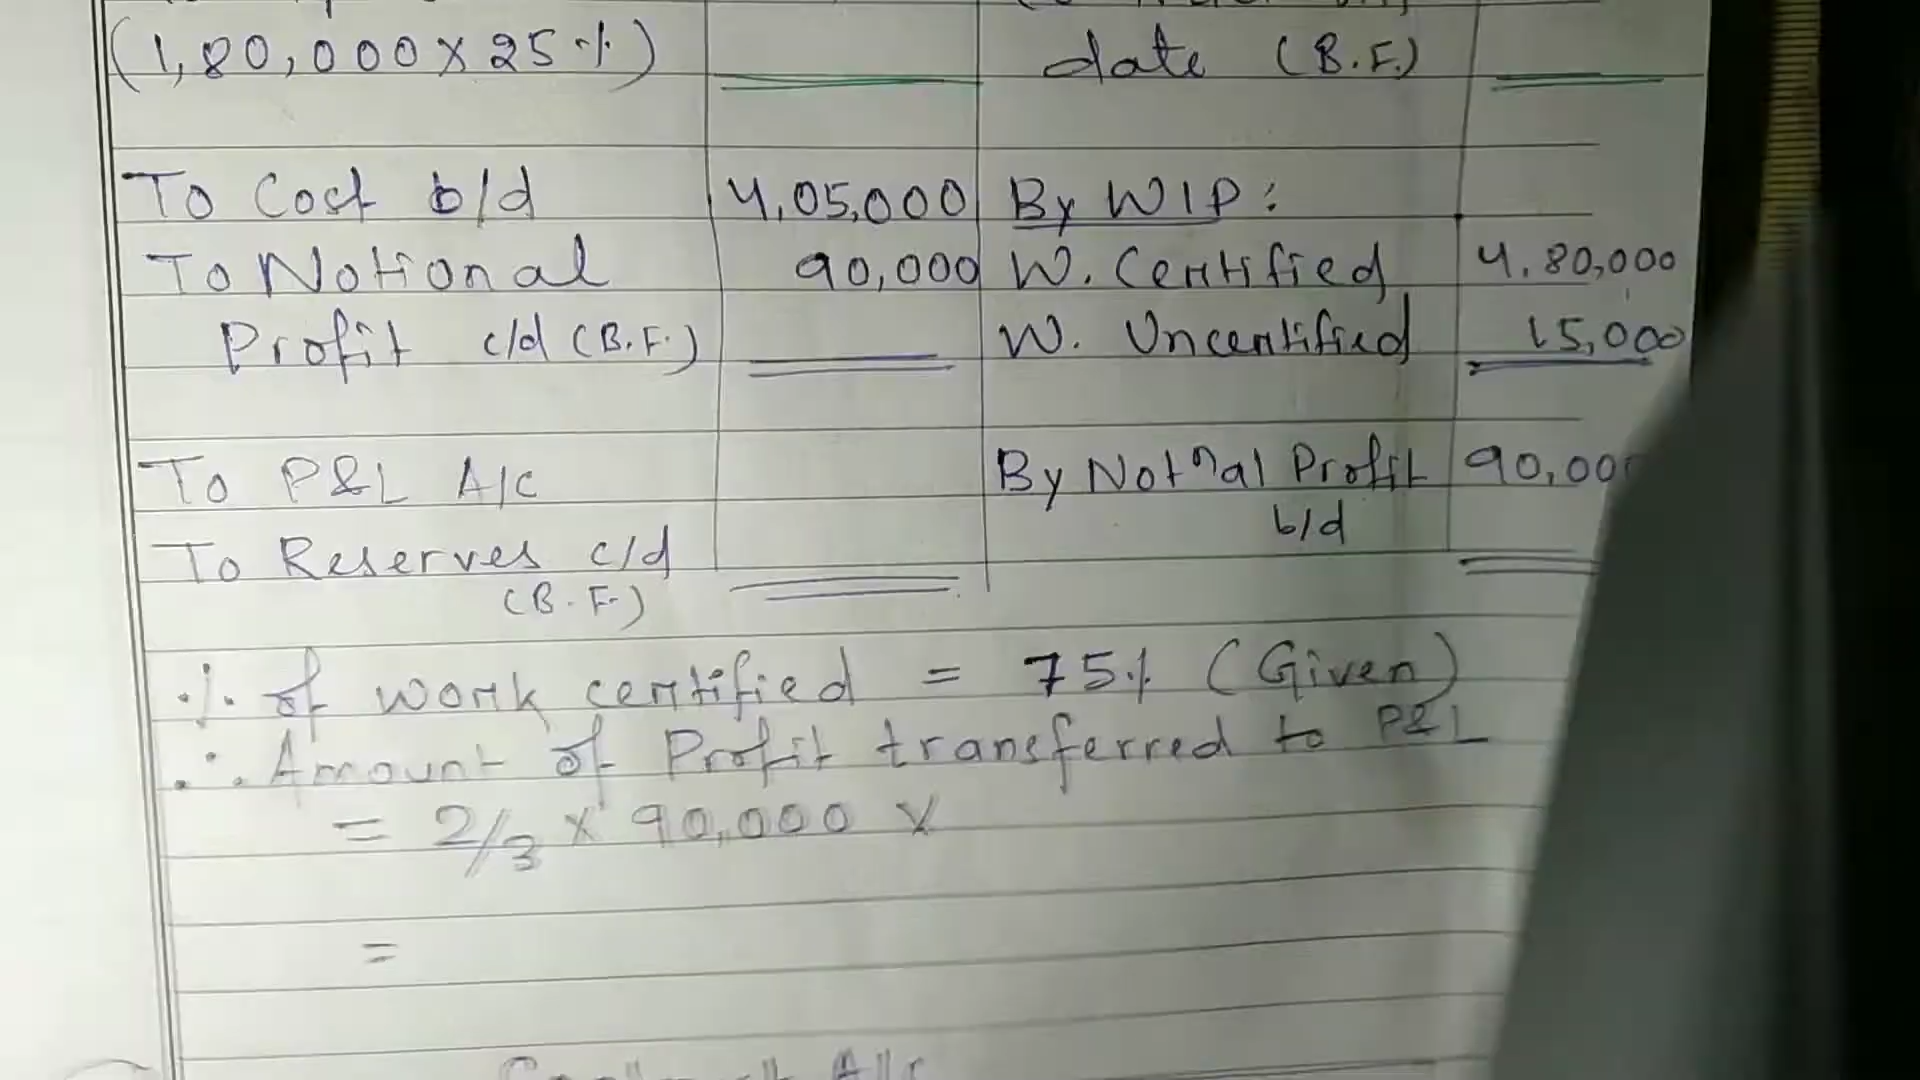 (1,80,000 x 25%) date (B.F.)
To Cost b/d 4,05,000 By WIP:
To Notional 90,000 W. Certified 4,80,000
Profit c/d (B.F.) W. Uncertified 15,000
To P&L A/c By Notnal Profit 90,00
b/d
To Reserves c/d
(B.F.)
% of work certified = 75% (Given)
∴ Amount of Profit transferred to P&L
= 2/3 x 90,000 x
=